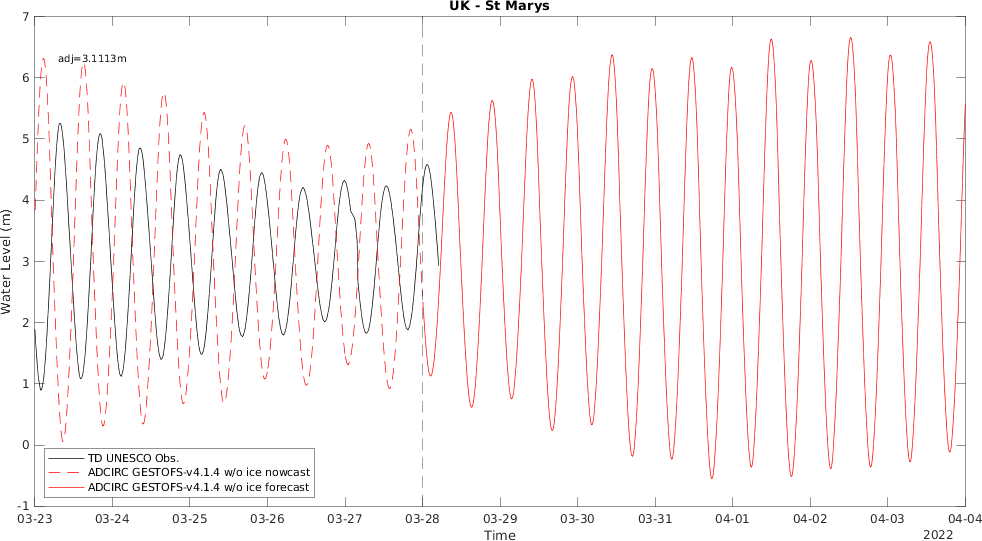 UK - St Marys
adj=3.1113m
Water Level (m)
7
6
5
4
3
2
1
0
-1
TD UNESCO Obs.
ADCIRC GESTOFS-v4.1.4 w/o ice nowcast
ADCIRC GESTOFS-v4.1.4 w/o ice forecast
03-23 03-24 03-25 03-26 03-27 03-28 03-29 03-30 03-31 04-01 04-02 04-03 04-04
Time
2022